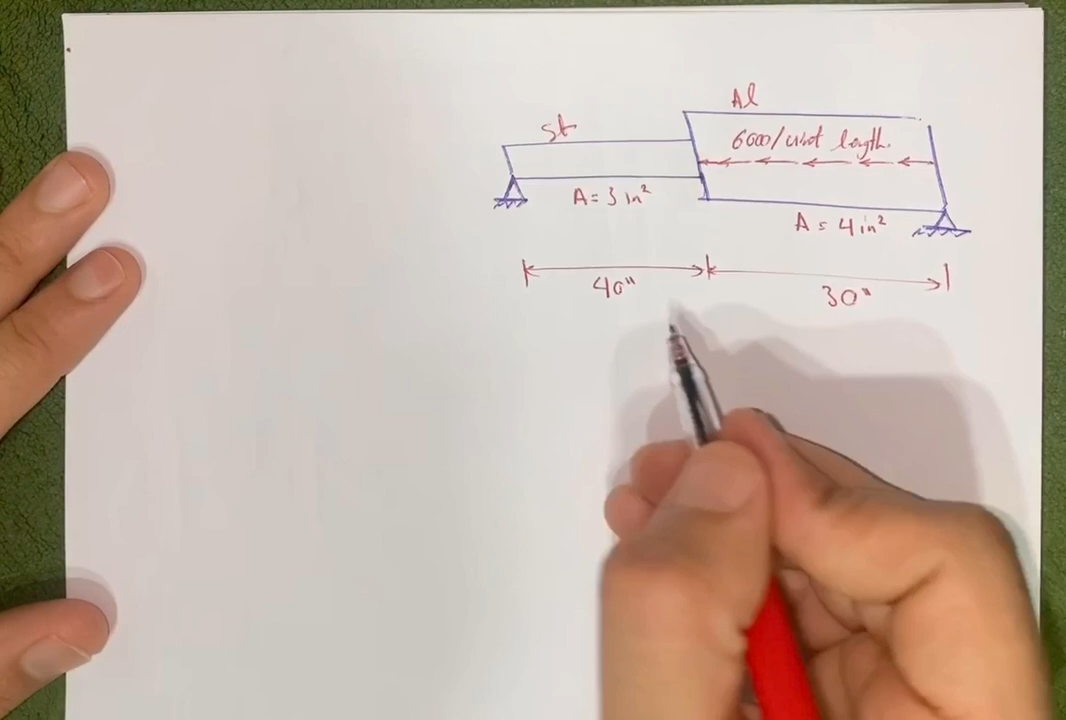 Al
st
6000/unit length.
A = 3 in²
A = 4 in²
40"
30"